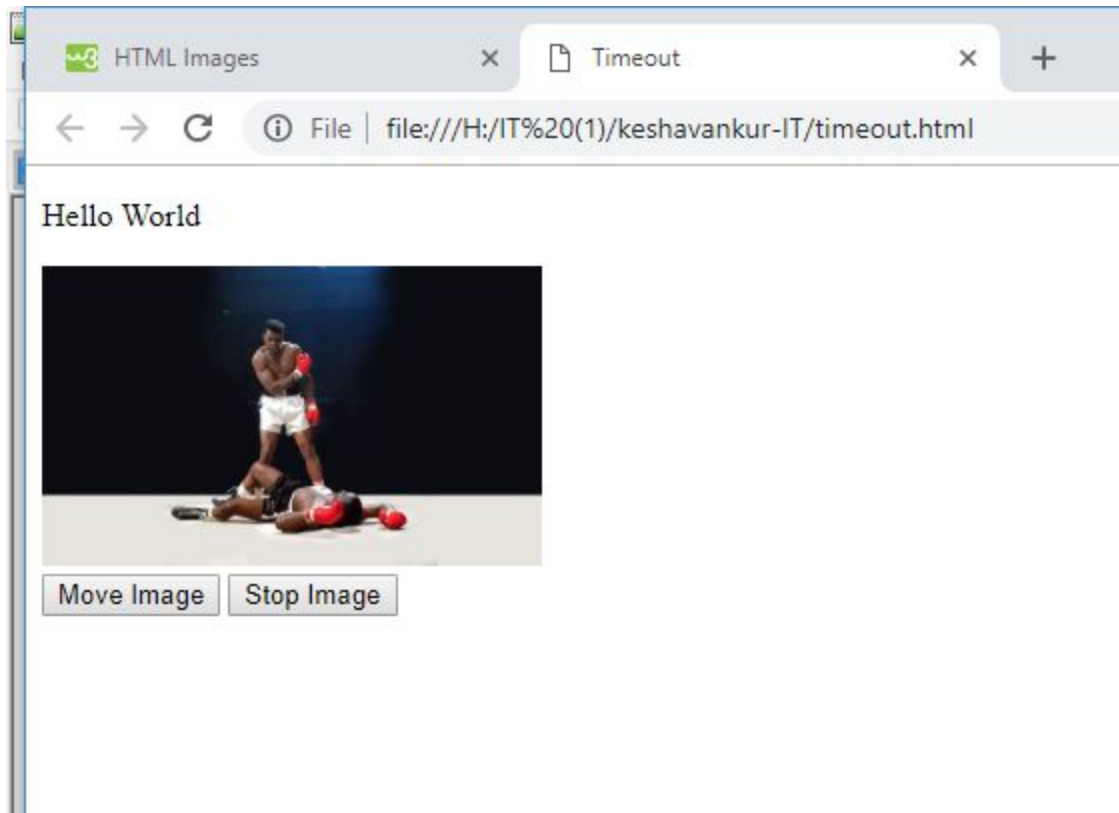 HTML Images
Timeout
File
file:///H:/IT%20(1)/keshavankur-IT/timeout.html
Hello World
Move Image
Stop Image